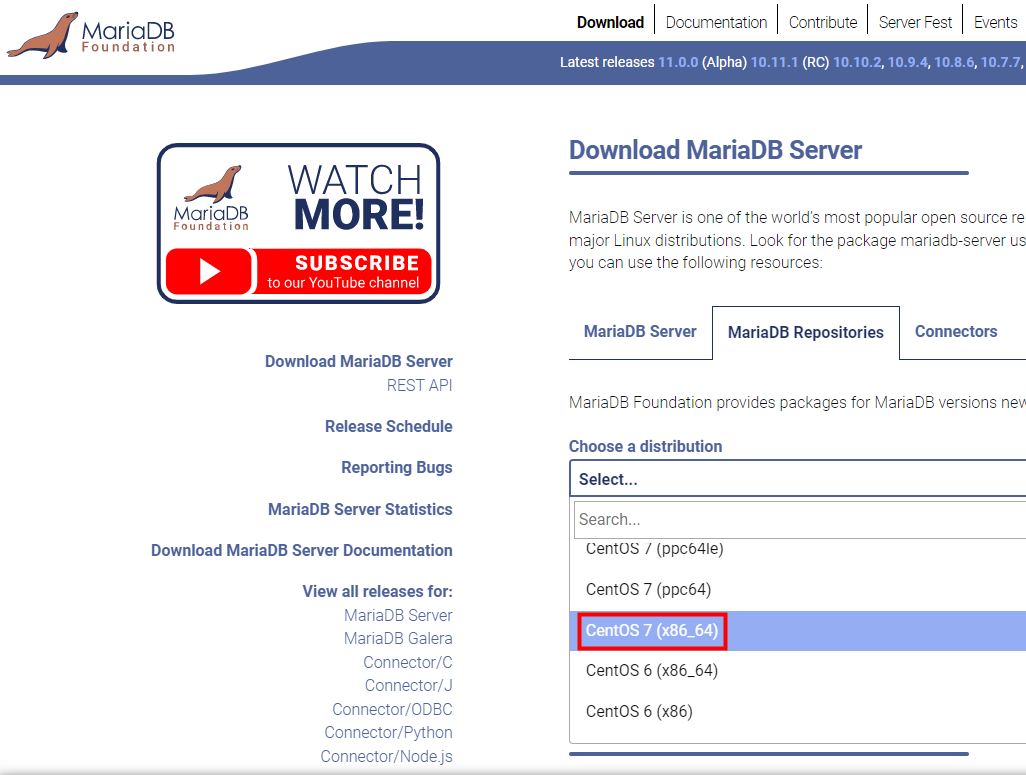 MariaDB
Foundation
Download
Documentation
Contribute
Server Fest
Events
Latest releases 11.0.0 (Alpha) 10.11.1 (RC) 10.10.2, 10.9.4, 10.8.6, 10.7.7,
MariaDB
Foundation
WATCH
MORE!
SUBSCRIBE
to our YouTube channel
Download MariaDB Server
REST API
Release Schedule
Reporting Bugs
MariaDB Server Statistics
Download MariaDB Server Documentation
View all releases for:
MariaDB Server
MariaDB Galera
Connector/C
Connector/J
Connector/ODBC
Connector/Python
Connector/Node.js
Download MariaDB Server
MariaDB Server is one of the world's most popular open source re
major Linux distributions. Look for the package mariadb-server us
you can use the following resources:
MariaDB Server
MariaDB Repositories
Connectors
MariaDB Foundation provides packages for MariaDB versions new
Choose a distribution
Select...
Search...
CentOS 7 (ppc64le)
CentOS 7 (ppc64)
CentOS 7 (x86_64)
CentOS 6 (x86_64)
CentOS 6 (x86)